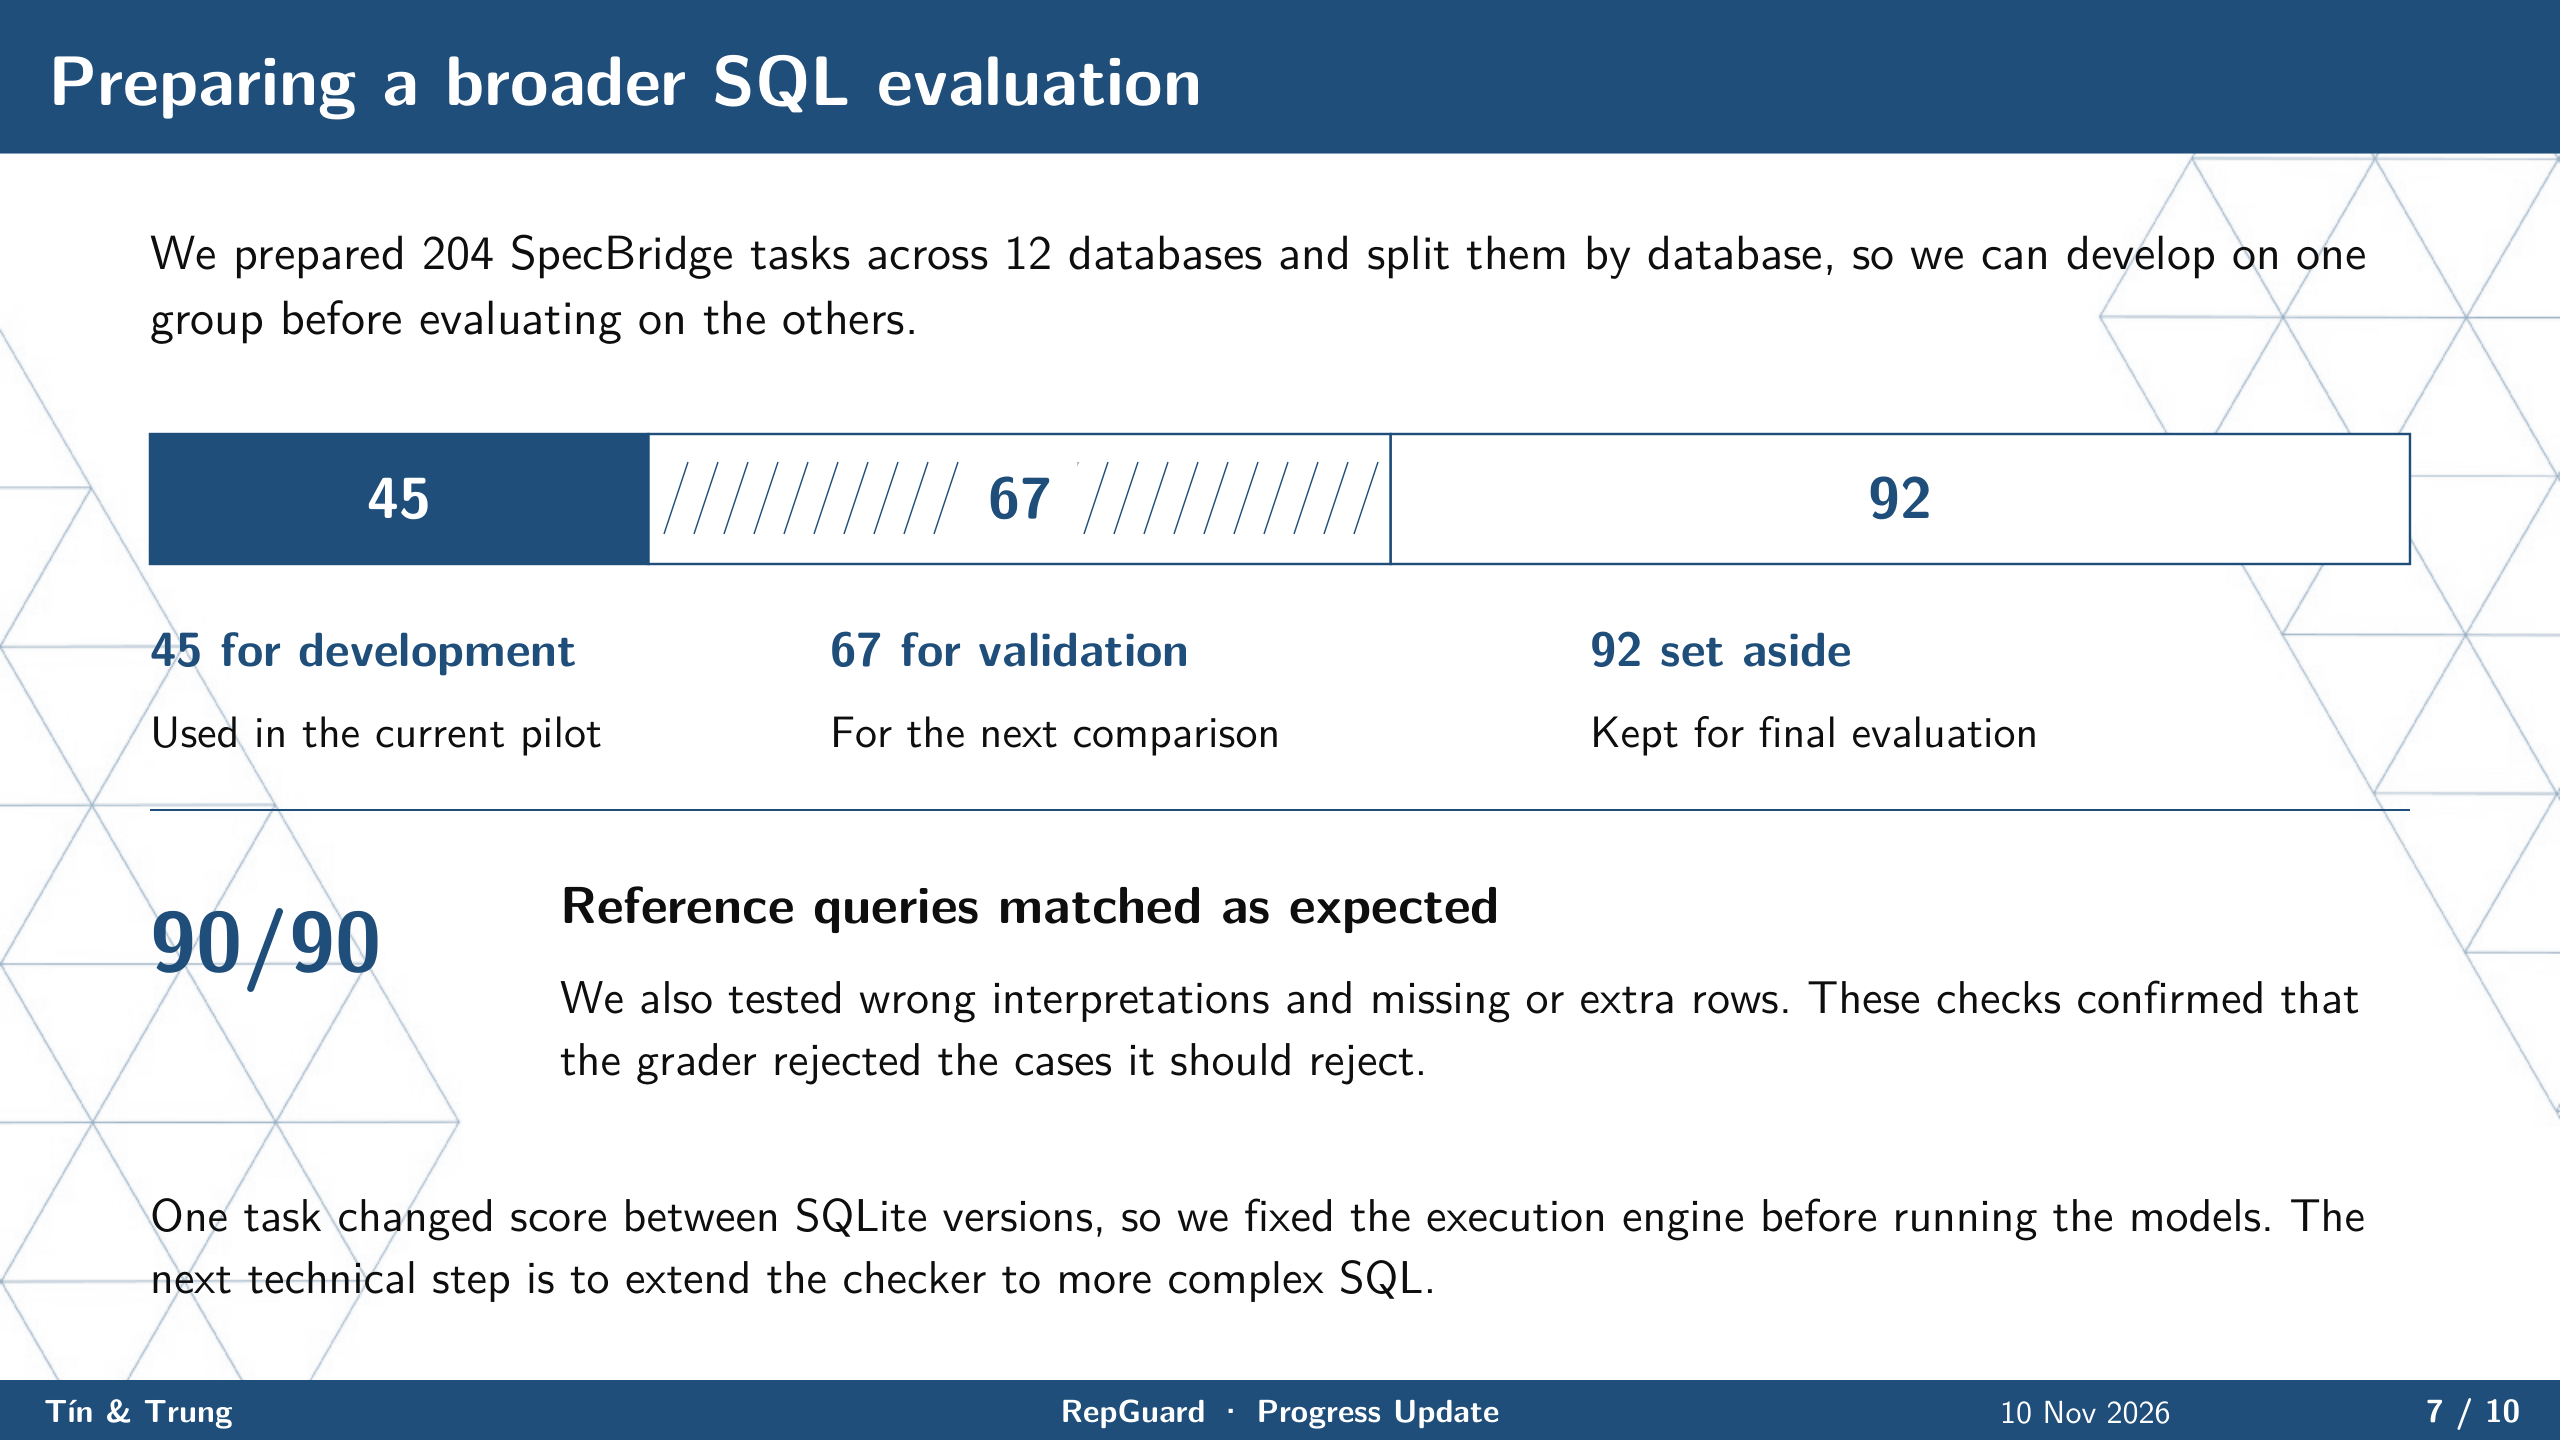 Preparing a broader SQL evaluation
We prepared 204 SpecBridge tasks across 12 databases and split them by database, so we can develop on one
group before evaluating on the others.
45
67
92
45 for development
Used in the current pilot
67 for validation
For the next comparison
92 set aside
Kept for final evaluation
90/90
Reference queries matched as expected
We also tested wrong interpretations and missing or extra rows. These checks confirmed that
the grader rejected the cases it should reject.
One task changed score between SQLite versions, so we fixed the execution engine before running the models. The
next technical step is to extend the checker to more complex SQL.
Tín & Trung
RepGuard · Progress Update
10 Nov 2026
7 / 10